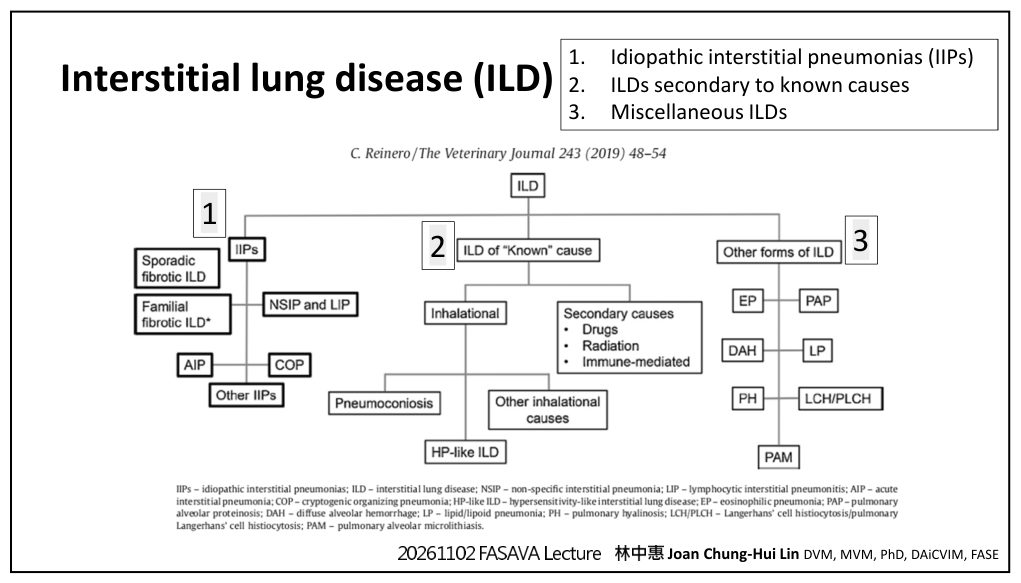 Interstitial lung disease (ILD)
1. Idiopathic interstitial pneumonias (IIPs)
2. ILDs secondary to known causes
3. Miscellaneous ILDs
C. Reinero/The Veterinary Journal 243 (2019) 48–54
ILD
1
IIPs
Sporadic
fibrotic ILD
Familial
fibrotic ILD*
NSIP and LIP
AIP
COP
Other IIPs
2
ILD of "Known" cause
Inhalational
Secondary causes
• Drugs
• Radiation
• Immune-mediated
Pneumoconiosis
Other inhalational
causes
HP-like ILD
3
Other forms of ILD
EP
PAP
DAH
LP
PH
LCH/PLCH
PAM
IIPs – idiopathic interstitial pneumonias; ILD – interstitial lung disease; NSIP – non-specific interstitial pneumonia; LIP – lymphocytic interstitial pneumonitis; AIP – acute
interstitial pneumonia; COP – cryptogenic organizing pneumonia; HP-like ILD – hypersensitivity-like interstitial lung disease; EP – eosinophilic pneumonia; PAP – pulmonary
alveolar proteinosis; DAH – diffuse alveolar hemorrhage; LP – lipid/lipoid pneumonia; PH – pulmonary hyalinosis; LCH/PLCH – Langerhans' cell histiocytosis/pulmonary
Langerhans' cell histiocytosis; PAM – pulmonary alveolar microlithiasis.
20261102 FASAVA Lecture 林中惠 Joan Chung-Hui Lin DVM, MVM, PhD, DAiCVIM, FASE